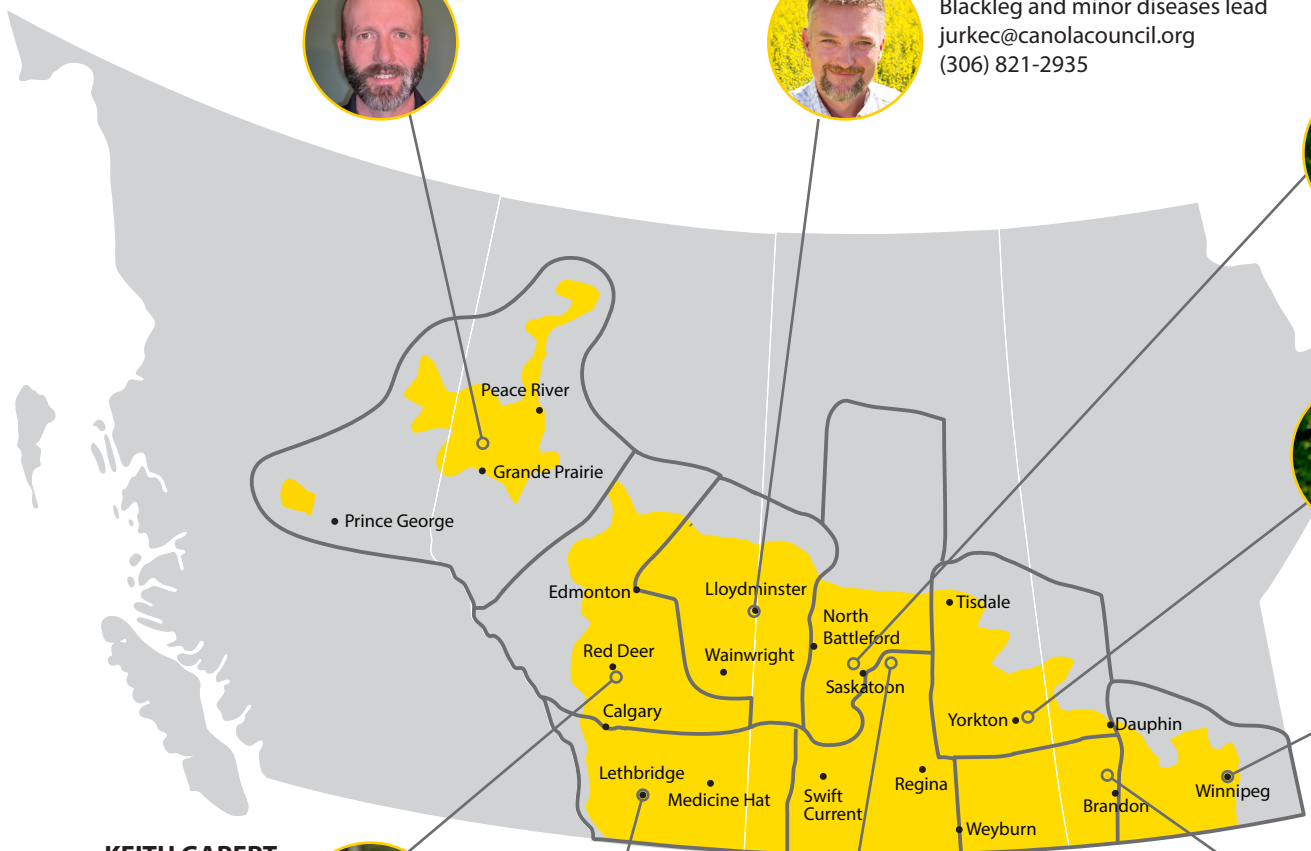 Blackleg and minor diseases lead
jurkec@canolacouncil.org
(306) 821-2935
Peace River
Grande Prairie
Prince George
Edmonton
Lloydminster
Tisdale
North
Battleford
Red Deer
Wainwright
Saskatoon
Calgary
Yorkton
Dauphin
Lethbridge
Medicine Hat
Swift
Current
Regina
Brandon
Winnipeg
Weyburn
KEITH GABERT